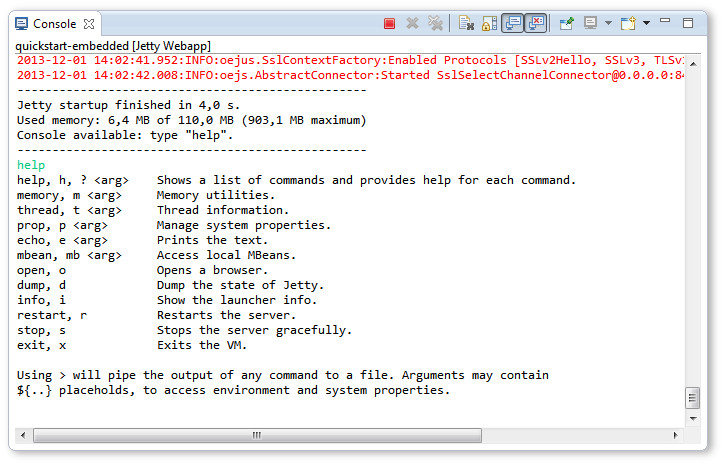 Console
quickstart-embedded [Jetty Webapp]
2013-12-01 14:02:41.952:INFO:oejus.SslContextFactory:Enabled Protocols [SSLv2Hello, SSLv3, TLSv1
2013-12-01 14:02:42.008:INFO:oejs.AbstractConnector:Started SslSelectChannelConnector@0.0.0.0:84
--------------------------------------------------
Jetty startup finished in 4,0 s.
Used memory: 6,4 MB of 110,0 MB (903,1 MB maximum)
Console available: type "help".
--------------------------------------------------
help
help, h, ? <arg>    Shows a list of commands and provides help for each command.
memory, m <arg>     Memory utilities.
thread, t <arg>     Thread information.
prop, p <arg>       Manage system properties.
echo, e <arg>       Prints the text.
mbean, mb <arg>     Access local MBeans.
open, o             Opens a browser.
dump, d             Dump the state of Jetty.
info, i             Show the launcher info.
restart, r          Restarts the server.
stop, s             Stops the server gracefully.
exit, x             Exits the VM.
Using > will pipe the output of any command to a file. Arguments may contain
${..} placeholds, to access environment and system properties.